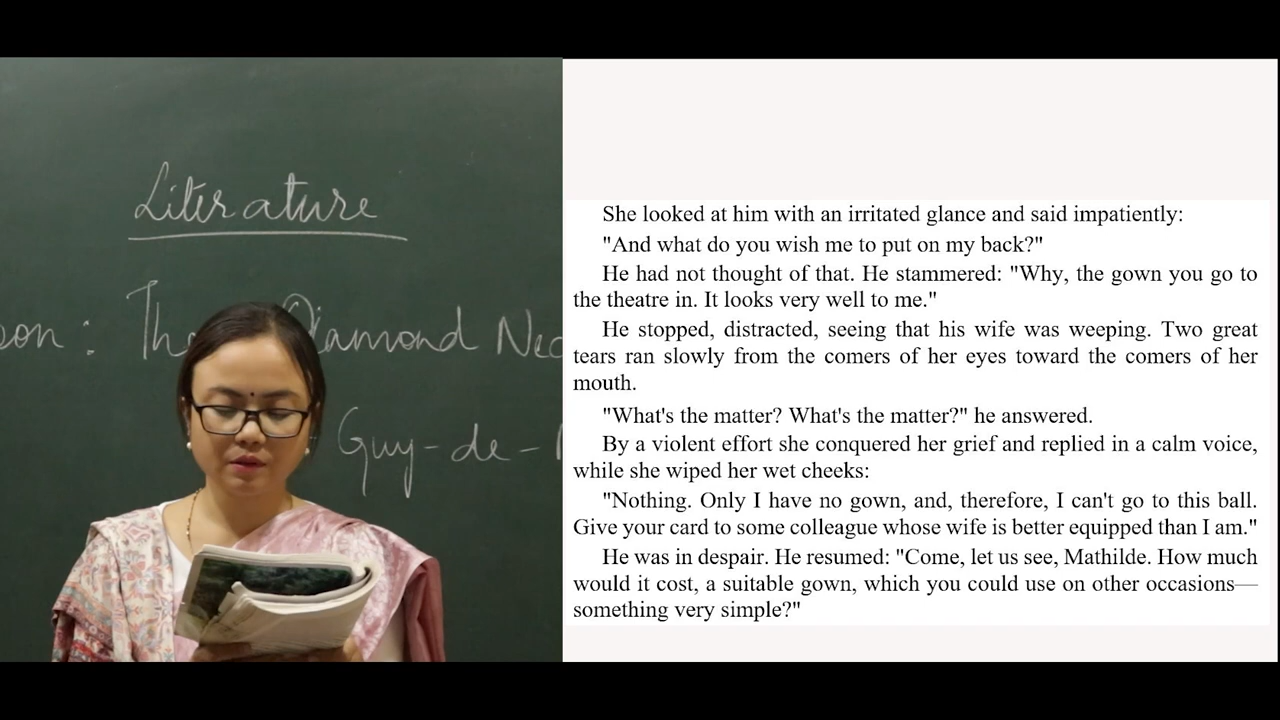 Literature
son: The Diamond Nec
Guy-de-
She looked at him with an irritated glance and said impatiently:
"And what do you wish me to put on my back?"
He had not thought of that. He stammered: "Why, the gown you go to
the theatre in. It looks very well to me."
He stopped, distracted, seeing that his wife was weeping. Two great
tears ran slowly from the comers of her eyes toward the comers of her
mouth.
"What's the matter? What's the matter?" he answered.
By a violent effort she conquered her grief and replied in a calm voice,
while she wiped her wet cheeks:
"Nothing. Only I have no gown, and, therefore, I can't go to this ball.
Give your card to some colleague whose wife is better equipped than I am."
He was in despair. He resumed: "Come, let us see, Mathilde. How much
would it cost, a suitable gown, which you could use on other occasions—
something very simple?"